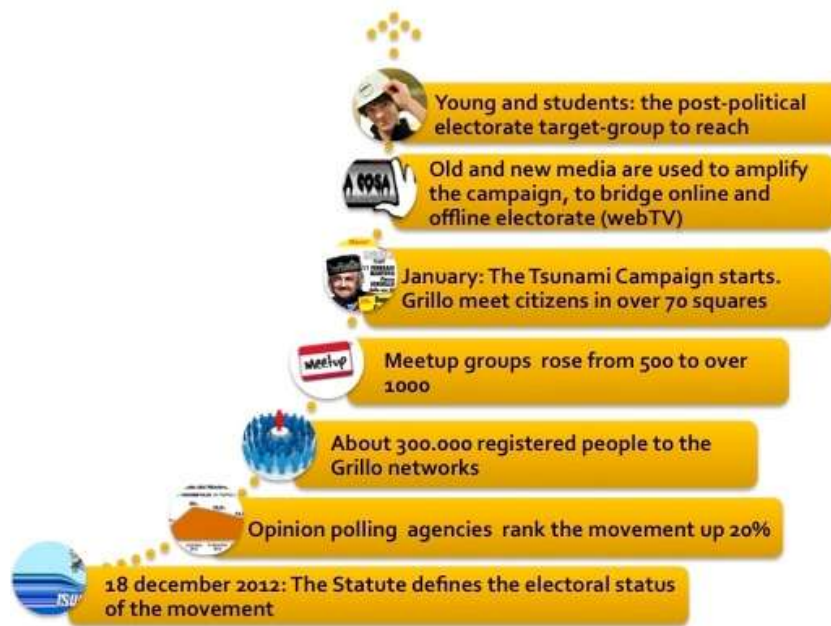 Young and students: the post-political
electorate target-group to reach
A COSA
Old and new media are used to amplify
the campaign, to bridge online and
offline electorate (webTV)
January: The Tsunami Campaign starts.
Grillo meet citizens in over 70 squares
meetup
Meetup groups rose from 500 to over
1000
About 300.000 registered people to the
Grillo networks
Opinion polling agencies rank the movement up 20%
18 december 2012: The Statute defines the electoral status
of the movement
TSU